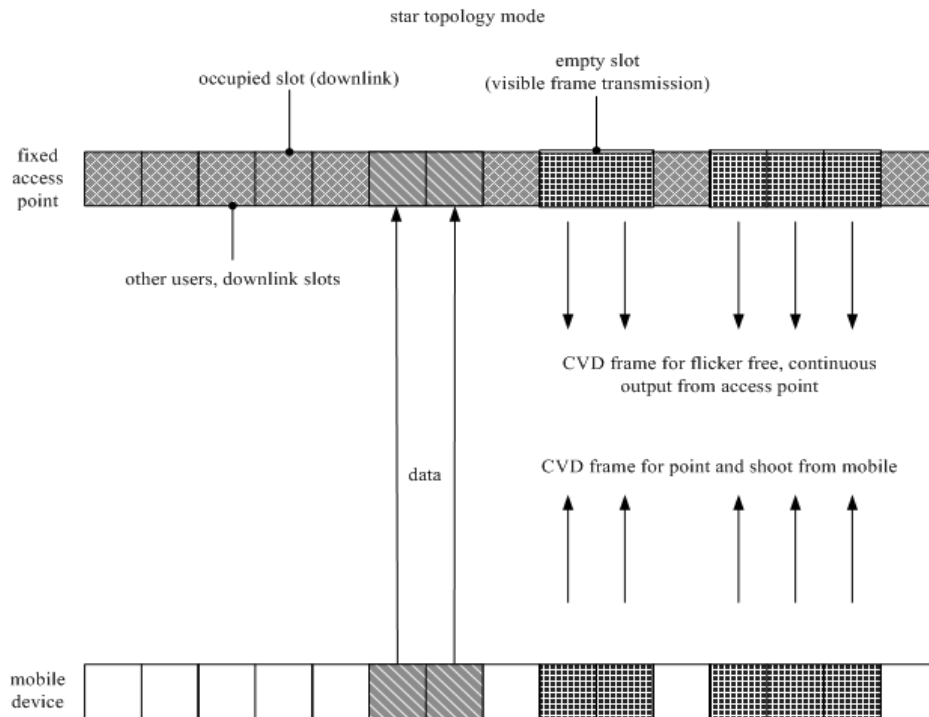 star topology mode
empty slot
(visible frame transmission)
occupied slot (downlink)
fixed
access
point
other users, downlink slots
CVD frame for flicker free, continuous
output from access point
CVD frame for point and shoot from mobile
data
mobile
device